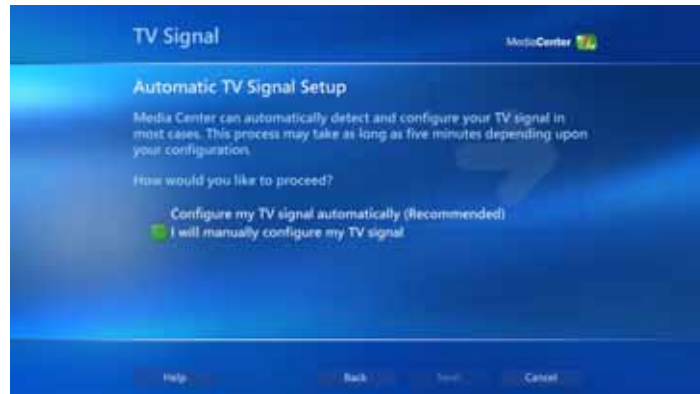 TV Signal
MediaCenter
Automatic TV Signal Setup
Media Center can automatically detect and configure your TV signal in
most cases. This process may take as long as five minutes depending upon
your configuration.
How would you like to proceed?
Configure my TV signal automatically (Recommended)
I will manually configure my TV signal
Help
Back
Next
Cancel